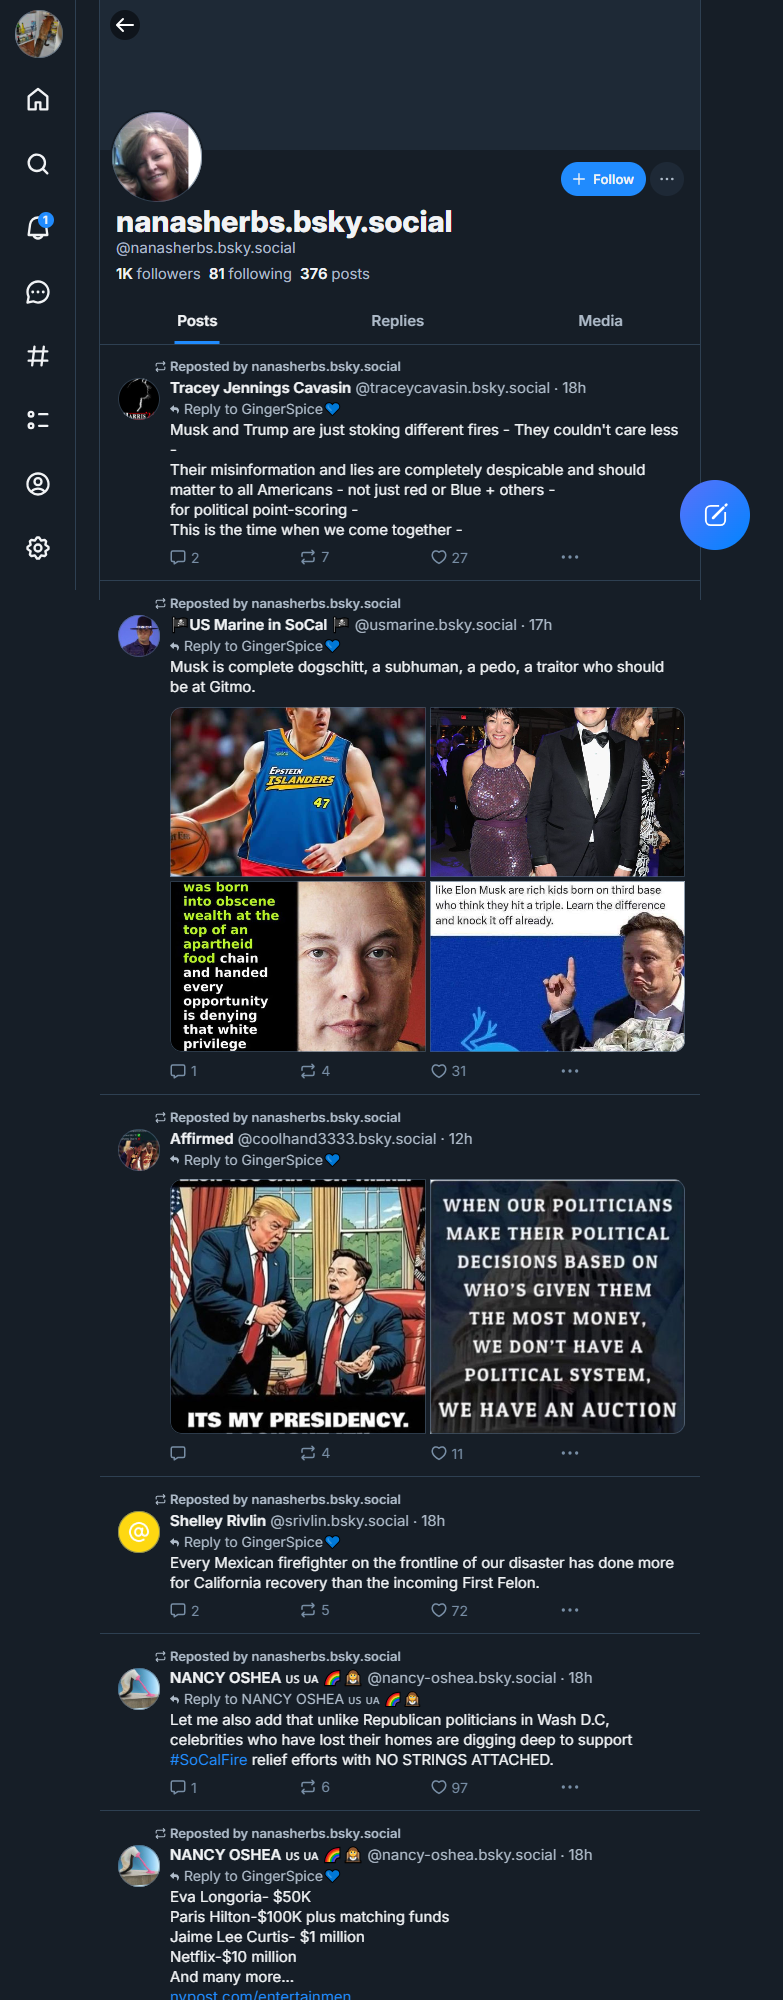 1
Follow
nanasherbs.bsky.social
@nanasherbs.bsky.social
1K followers 81 following 376 posts
Posts Replies Media
Reposted by nanasherbs.bsky.social
Tracey Jennings Cavasin @traceycavasin.bsky.social · 18h
Reply to GingerSpice💙
Musk and Trump are just stoking different fires - They couldn't care less
-
Their misinformation and lies are completely despicable and should
matter to all Americans - not just red or Blue + others -
for political point-scoring -
This is the time when we come together -
2 7 27
Reposted by nanasherbs.bsky.social
🏴‍☠️US Marine in SoCal 🏴‍☠️ @usmarine.bsky.social · 17h
Reply to GingerSpice💙
Musk is complete dogschitt, a subhuman, a pedo, a traitor who should
be at Gitmo.
EPSTEIN
ISLANDERS
47
was born
into obscene
wealth at the
top of an
apartheid
food chain
and handed
every
opportunity
is denying
that white
privilege
like Elon Musk are rich kids born on third base
who think they hit a triple. Learn the difference
and knock it off already.
1 4 31
Reposted by nanasherbs.bsky.social
Affirmed @coolhand3333.bsky.social · 12h
Reply to GingerSpice💙
ITS MY PRESIDENCY.
WHEN OUR POLITICIANS
MAKE THEIR POLITICAL
DECISIONS BASED ON
WHO'S GIVEN THEM
THE MOST MONEY,
WE DON'T HAVE A
POLITICAL SYSTEM,
WE HAVE AN AUCTION
4 11
Reposted by nanasherbs.bsky.social
Shelley Rivlin @srivlin.bsky.social · 18h
Reply to GingerSpice💙
Every Mexican firefighter on the frontline of our disaster has done more
for California recovery than the incoming First Felon.
2 5 72
Reposted by nanasherbs.bsky.social
NANCY OSHEA US UA 🌈 @nancy-oshea.bsky.social · 18h
Reply to NANCY OSHEA US UA 🌈
Let me also add that unlike Republican politicians in Wash D.C,
celebrities who have lost their homes are digging deep to support
#SoCalFire relief efforts with NO STRINGS ATTACHED.
1 6 97
Reposted by nanasherbs.bsky.social
NANCY OSHEA US UA 🌈 @nancy-oshea.bsky.social · 18h
Reply to GingerSpice💙
Eva Longoria- $50K
Paris Hilton-$100K plus matching funds
Jaime Lee Curtis- $1 million
Netflix-$10 million
And many more...
nypost.com/entertainmen